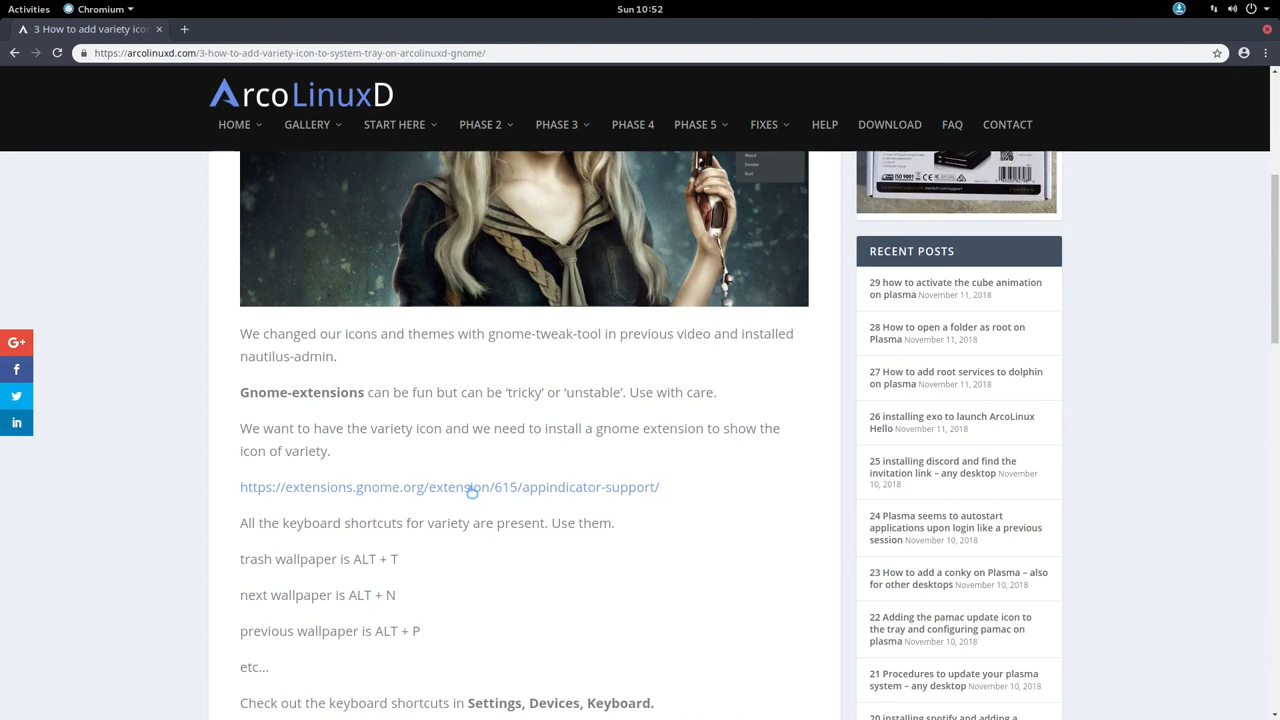 Activities
Chromium
Sun 10:52
3 How to add variety ico
https://arcolinuxd.com/3-how-to-add-variety-icon-to-system-tray-on-arcolinuxd-gnome/
ArcoLinuxD
HOME
GALLERY
START HERE
PHASE 2
PHASE 3
PHASE 4
PHASE 5
FIXES
HELP
DOWNLOAD
FAQ
CONTACT
About
Donate
Quit
ISO 9001
We changed our icons and themes with gnome-tweak-tool in previous video and installed
nautilus-admin.
Gnome-extensions can be fun but can be ‘tricky’ or ‘unstable’. Use with care.
We want to have the variety icon and we need to install a gnome extension to show the
icon of variety.
https://extensions.gnome.org/extension/615/appindicator-support/
All the keyboard shortcuts for variety are present. Use them.
trash wallpaper is ALT + T
next wallpaper is ALT + N
previous wallpaper is ALT + P
etc…
Check out the keyboard shortcuts in Settings, Devices, Keyboard.
G+
f
in
RECENT POSTS
29 how to activate the cube animation
on plasma November 11, 2018
28 How to open a folder as root on
Plasma November 11, 2018
27 How to add root services to dolphin
on plasma November 11, 2018
26 installing exo to launch ArcoLinux
Hello November 11, 2018
25 installing discord and find the
invitation link – any desktop November
10, 2018
24 Plasma seems to autostart
applications upon login like a previous
session November 10, 2018
23 How to add a conky on Plasma – also
for other desktops November 10, 2018
22 Adding the pamac update icon to
the tray and configuring pamac on
plasma November 10, 2018
21 Procedures to update your plasma
system – any desktop November 10, 2018
20 installing spotify and adding a